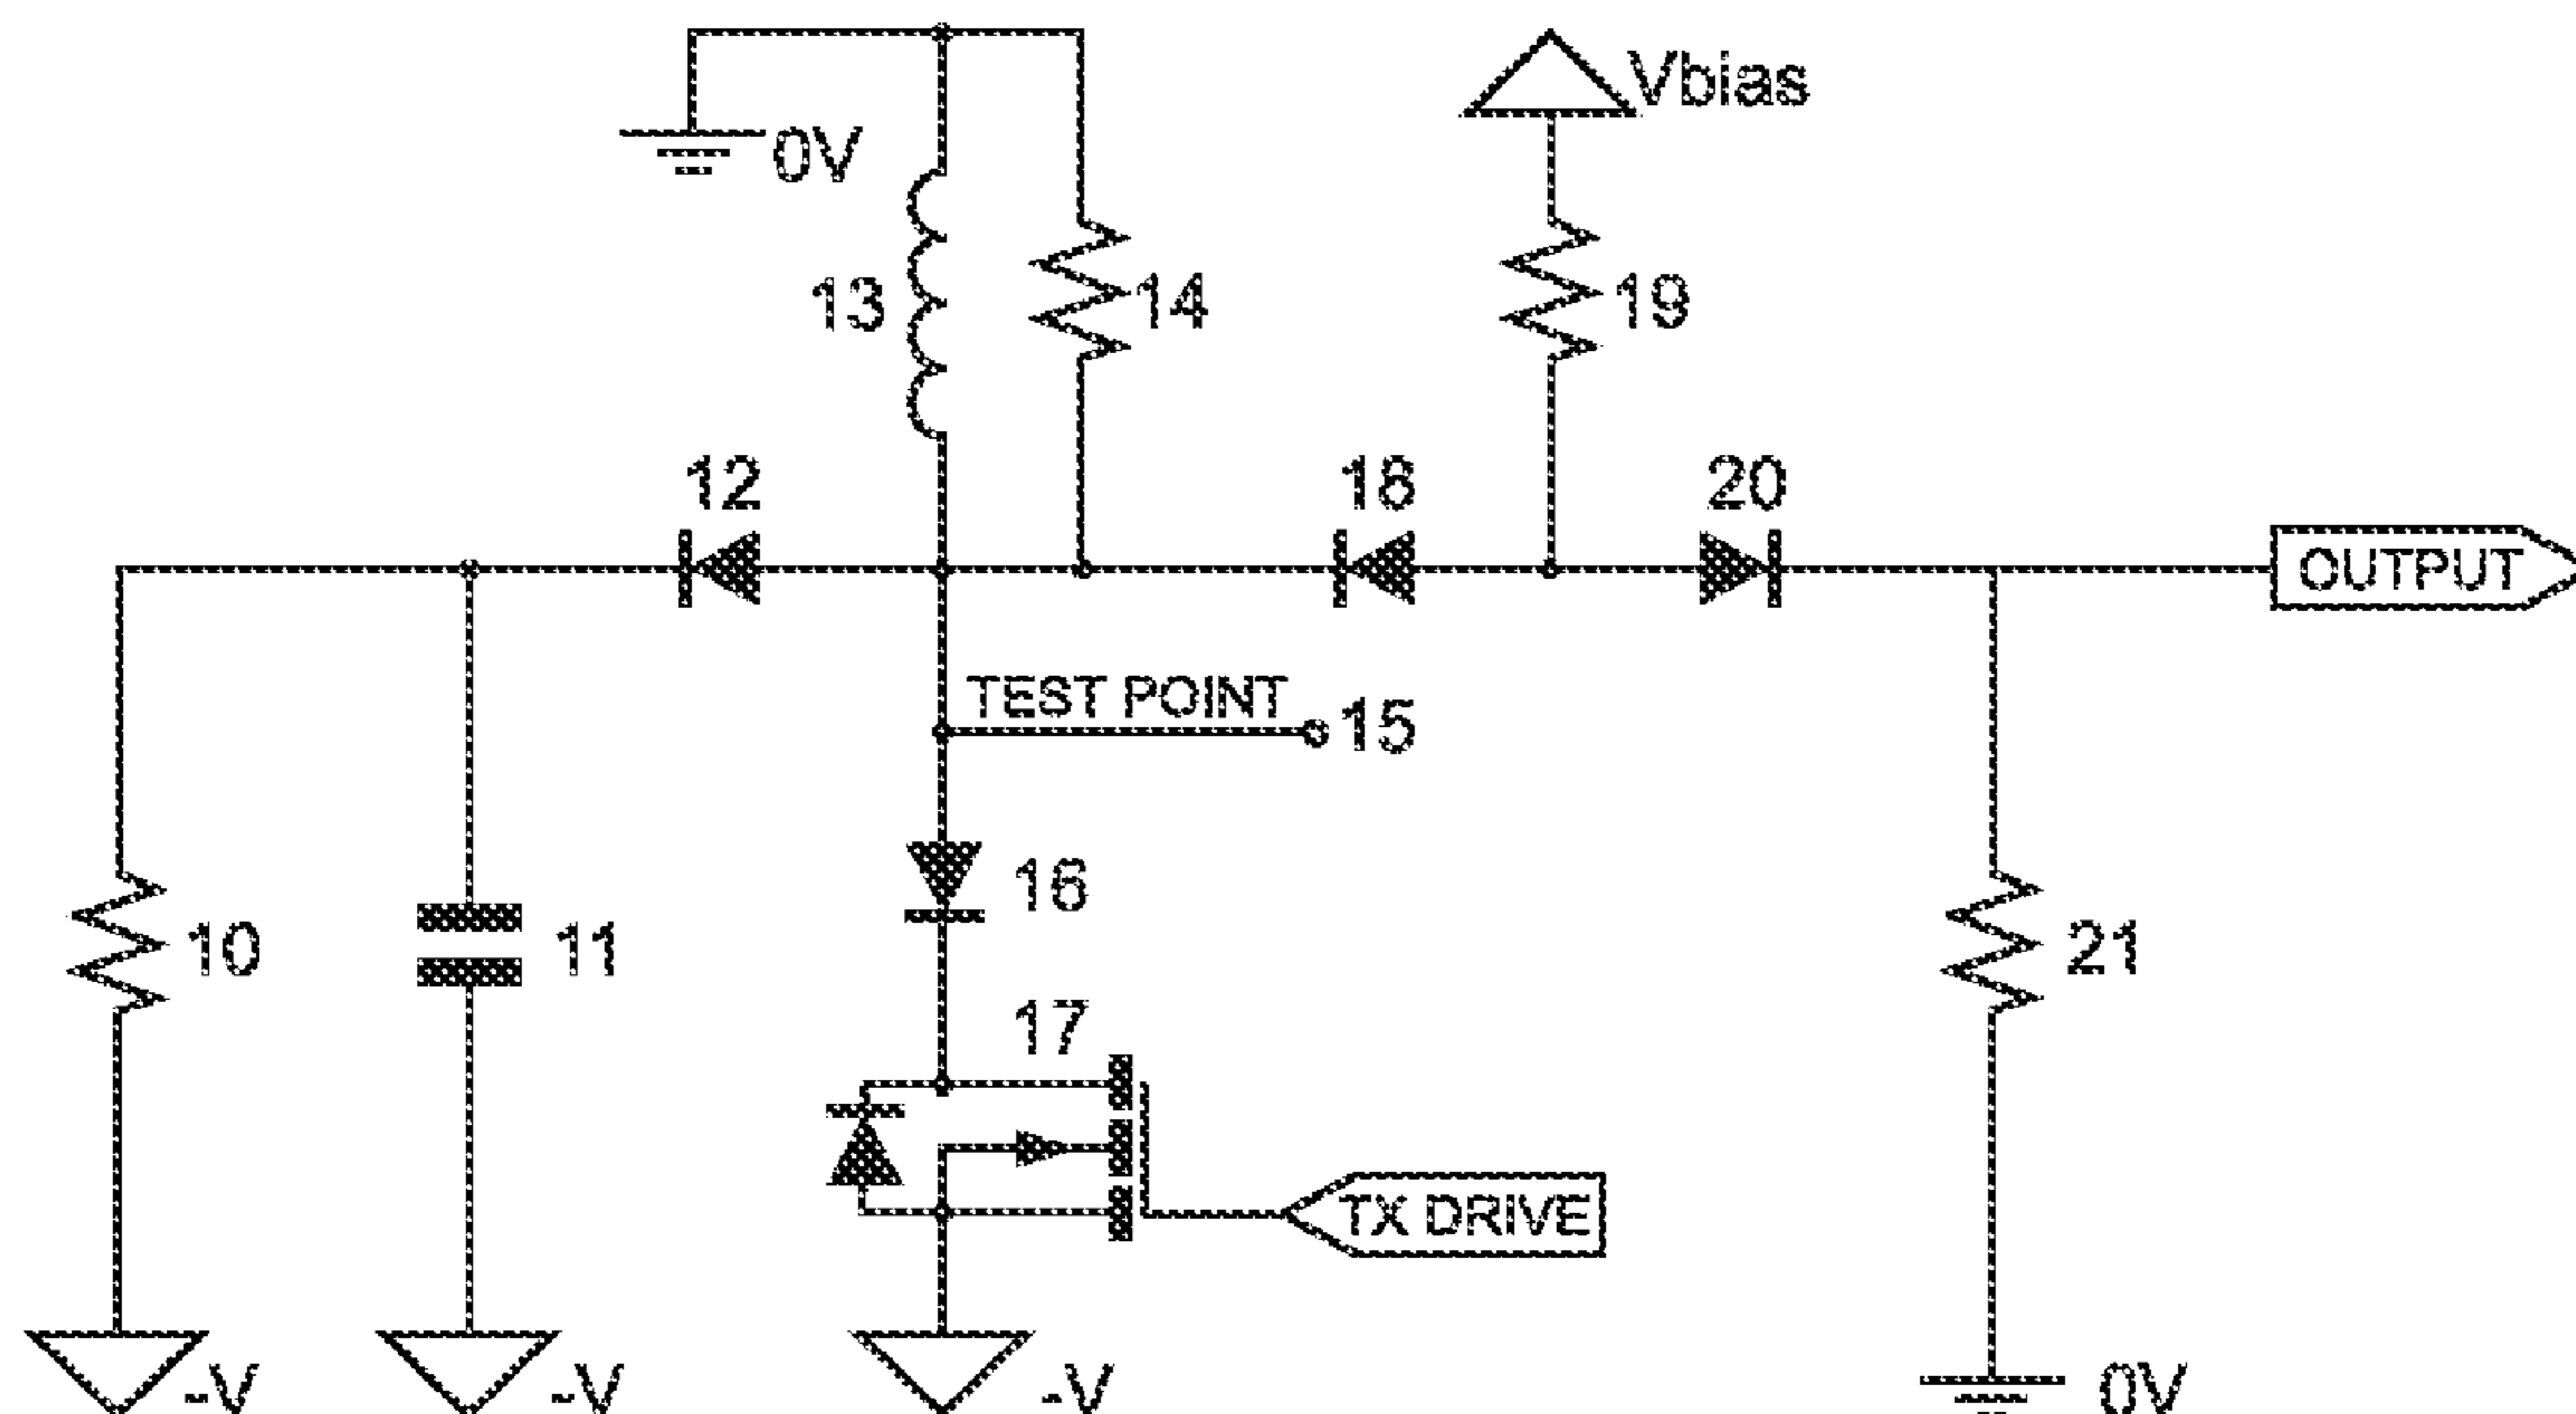 Vbias
0V
13
14
19
12
18
20
OUTPUT
TEST POINT
15
16
10
11
21
17
TX DRIVE
-V
-V
-V
0V